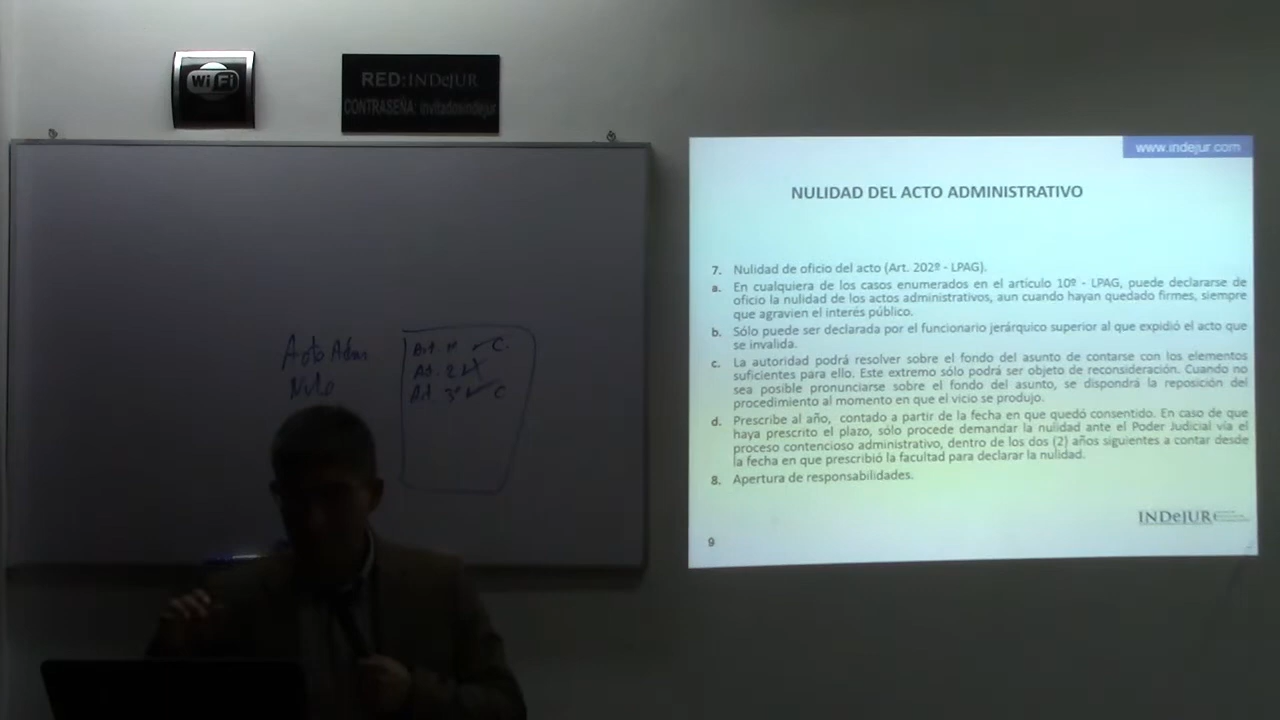 WiFi
RED:INDeJUR
CONTRASEÑA: invitadosindejur
Acto Adm
Nulo
Art. 1º ✓ C.
Art. 2
Art. 3º ✓ C
www.indejur.com
NULIDAD DEL ACTO ADMINISTRATIVO
7. Nulidad de oficio del acto (Art. 202º - LPAG).
a. En cualquiera de los casos enumerados en el artículo 10º - LPAG, puede declararse de
oficio la nulidad de los actos administrativos, aun cuando hayan quedado firmes, siempre
que agravien el interés público.
b. Sólo puede ser declarada por el funcionario jerárquico superior al que expidió el acto que
se invalida.
c. La autoridad podrá resolver sobre el fondo del asunto de contarse con los elementos
suficientes para ello. Este extremo sólo podrá ser objeto de reconsideración. Cuando no
sea posible pronunciarse sobre el fondo del asunto, se dispondrá la reposición del
procedimiento al momento en que el vicio se produjo.
d. Prescribe al año, contado a partir de la fecha en que quedó consentido. En caso de que
haya prescrito el plazo, sólo procede demandar la nulidad ante el Poder Judicial vía el
proceso contencioso administrativo, dentro de los dos (2) años siguientes a contar desde
la fecha en que prescribió la facultad para declarar la nulidad.
8. Apertura de responsabilidades.
INDeJUR
9